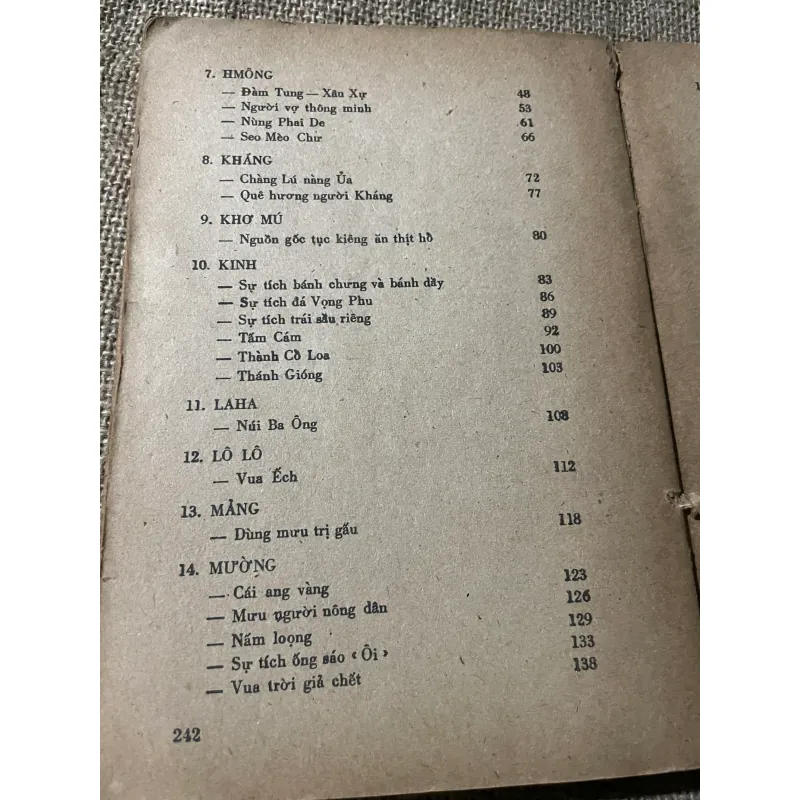 7. HMÔNG
— Đàm Tung — Xân Xự 48
— Người vợ thông minh 53
— Nùng Phai De 61
— Seo Mèo Chư 66
8. KHÁNG
— Chàng Lú nàng Ủa 72
— Quê hương người Kháng 77
9. KHƠ MÚ
— Nguồn gốc tục kiêng ăn thịt hổ 80
10. KINH
— Sự tích bánh chưng và bánh dầy 83
— Sự tích đá Vọng Phu 86
— Sự tích trái sầu riêng 89
— Tấm Cám 92
— Thành Cổ Loa 100
— Thánh Gióng 103
11. LAHA
— Núi Ba Ông 108
12. LÔ LÔ
— Vua Ếch 112
13. MẢNG
— Dùng mưu trị gấu 118
14. MƯỜNG
— Cái ang vàng 123
— Mưu người nông dân 126
— Nấm loọng 129
— Sự tích ống sáo ‹ Ôi › 133
— Vua trời giả chết 138
242